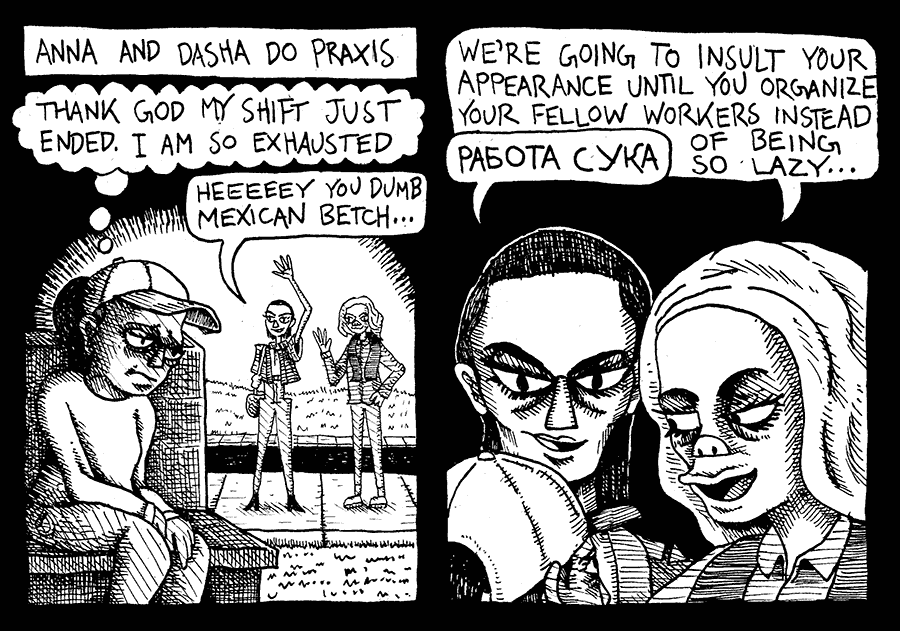 ANNA AND DASHA DO PRAXIS
THANK GOD MY SHIFT JUST
ENDED. I AM SO EXHAUSTED
HEEEEEY YOU DUMB
MEXICAN BETCH...
WE'RE GOING TO INSULT YOUR
APPEARANCE UNTIL YOU ORGANIZE
YOUR FELLOW WORKERS INSTEAD
OF BEING
SO LAZY...
РАБОТА СУКА